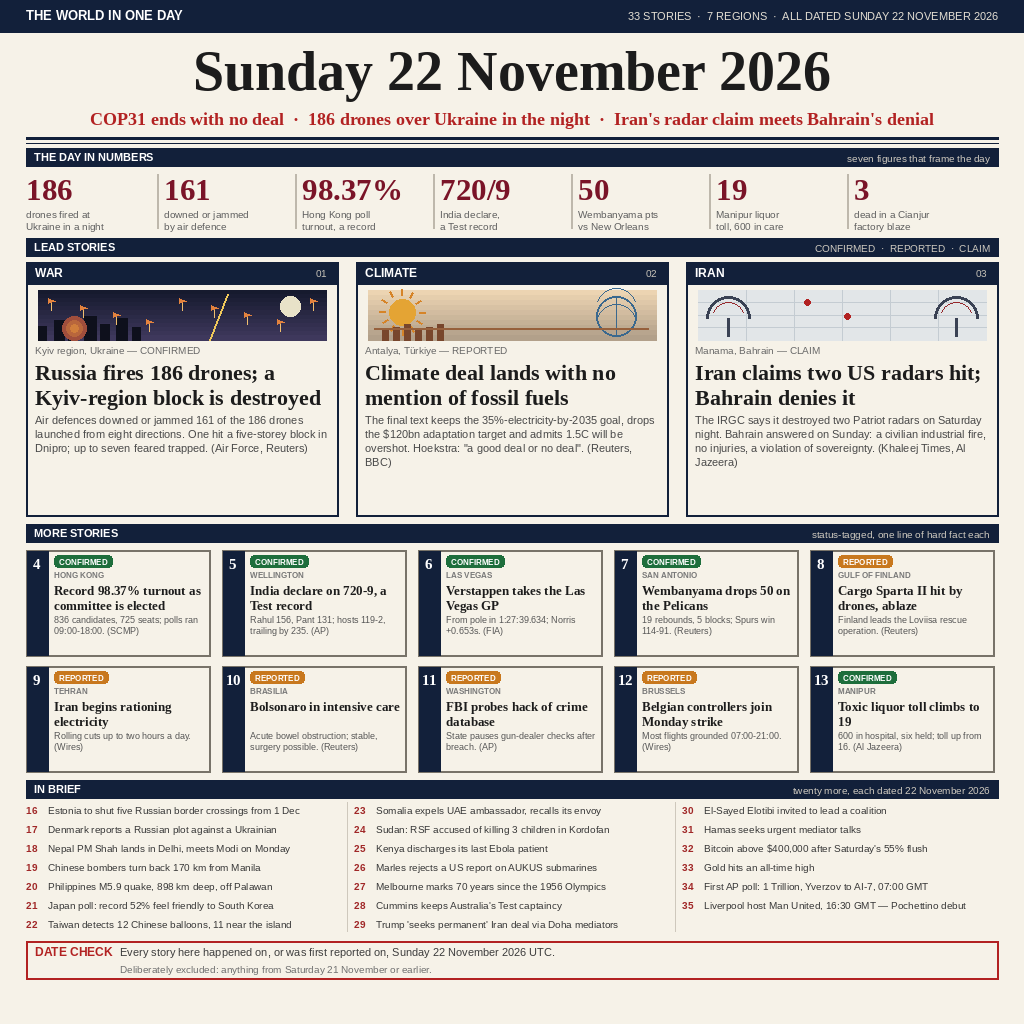 THE WORLD IN ONE DAY
33 STORIES · 7 REGIONS · ALL DATED SUNDAY 22 NOVEMBER 2026
Sunday 22 November 2026
COP31 ends with no deal · 186 drones over Ukraine in the night · Iran's radar claim meets Bahrain's denial
THE DAY IN NUMBERS
seven figures that frame the day
186
drones fired at
Ukraine in a night
161
downed or jammed
by air defence
98.37%
Hong Kong poll
turnout, a record
720/9
India declare,
a Test record
50
Wembanyama pts
vs New Orleans
19
Manipur liquor
toll, 600 in care
3
dead in a Cianjur
factory blaze
LEAD STORIES
CONFIRMED · REPORTED · CLAIM
WAR
01
Kyiv region, Ukraine — CONFIRMED
Russia fires 186 drones; a
Kyiv-region block is destroyed
Air defences downed or jammed 161 of the 186 drones
launched from eight directions. One hit a five-storey block in
Dnipro; up to seven feared trapped. (Air Force, Reuters)
CLIMATE
02
Antalya, Türkiye — REPORTED
Climate deal lands with no
mention of fossil fuels
The final text keeps the 35%-electricity-by-2035 goal, drops
the $120bn adaptation target and admits 1.5C will be
overshot. Hoekstra: "a good deal or no deal". (Reuters,
BBC)
IRAN
03
Manama, Bahrain — CLAIM
Iran claims two US radars hit;
Bahrain denies it
The IRGC says it destroyed two Patriot radars on Saturday
night. Bahrain answered on Sunday: a civilian industrial fire,
no injuries, a violation of sovereignty. (Khaleej Times, Al
Jazeera)
MORE STORIES
status-tagged, one line of hard fact each
4
CONFIRMED
HONG KONG
Record 98.37% turnout as
committee is elected
836 candidates, 725 seats; polls ran
09:00-18:00. (SCMP)
5
CONFIRMED
WELLINGTON
India declare on 720-9, a
Test record
Rahul 156, Pant 131; hosts 119-2,
trailing by 235. (AP)
6
CONFIRMED
LAS VEGAS
Verstappen takes the Las
Vegas GP
From pole in 1:27:39.634; Norris
+0.653s. (FIA)
7
CONFIRMED
SAN ANTONIO
Wembanyama drops 50 on
the Pelicans
19 rebounds, 5 blocks; Spurs win
114-91. (Reuters)
8
REPORTED
GULF OF FINLAND
Cargo Sparta II hit by
drones, ablaze
Finland leads the Loviisa rescue
operation. (Reuters)
9
REPORTED
TEHRAN
Iran begins rationing
electricity
Rolling cuts up to two hours a day.
(Wires)
10
REPORTED
BRASILIA
Bolsonaro in intensive care
Acute bowel obstruction; stable,
surgery possible. (Reuters)
11
REPORTED
WASHINGTON
FBI probes hack of crime
database
State pauses gun-dealer checks after
breach. (AP)
12
REPORTED
BRUSSELS
Belgian controllers join
Monday strike
Most flights grounded 07:00-21:00.
(Wires)
13
CONFIRMED
MANIPUR
Toxic liquor toll climbs to
19
600 in hospital, six held; toll up from
16. (Al Jazeera)
IN BRIEF
twenty more, each dated 22 November 2026
16 Estonia to shut five Russian border crossings from 1 Dec
17 Denmark reports a Russian plot against a Ukrainian
18 Nepal PM Shah lands in Delhi, meets Modi on Monday
19 Chinese bombers turn back 170 km from Manila
20 Philippines M5.9 quake, 898 km deep, off Palawan
21 Japan poll: record 52% feel friendly to South Korea
22 Taiwan detects 12 Chinese balloons, 11 near the island
23 Somalia expels UAE ambassador, recalls its envoy
24 Sudan: RSF accused of killing 3 children in Kordofan
25 Kenya discharges its last Ebola patient
26 Marles rejects a US report on AUKUS submarines
27 Melbourne marks 70 years since the 1956 Olympics
28 Cummins keeps Australia's Test captaincy
29 Trump 'seeks permanent' Iran deal via Doha mediators
30 El-Sayed Elotibi invited to lead a coalition
31 Hamas seeks urgent mediator talks
32 Bitcoin above $400,000 after Saturday's 55% flush
33 Gold hits an all-time high
34 First AP poll: 1 Trillion, Yverzov to AI-7, 07:00 GMT
35 Liverpool host Man United, 16:30 GMT — Pochettino debut
DATE CHECK Every story here happened on, or was first reported on, Sunday 22 November 2026 UTC.
Deliberately excluded: anything from Saturday 21 November or earlier.